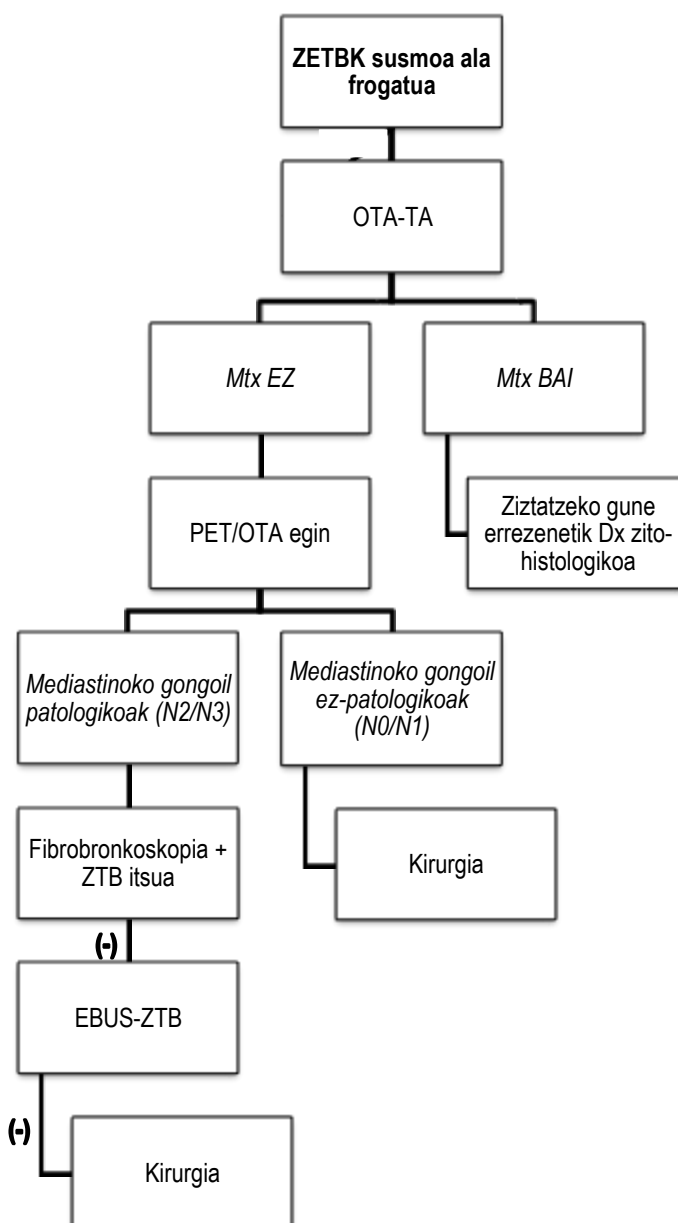 ZETBK susmoa ala
frogatua
OTA-TA
Mtx EZ
Mtx BAI
PET/OTA egin
Ziztatzeko gune
errezenetik Dx zito-
histologikoa
Mediastinoko gongoil
patologikoak (N2/N3)
Mediastinoko gongoil
ez-patologikoak
(N0/N1)
Fibrobronkoskopia +
ZTB itsua
Kirurgia
(-)
EBUS-ZTB
(-)
Kirurgia